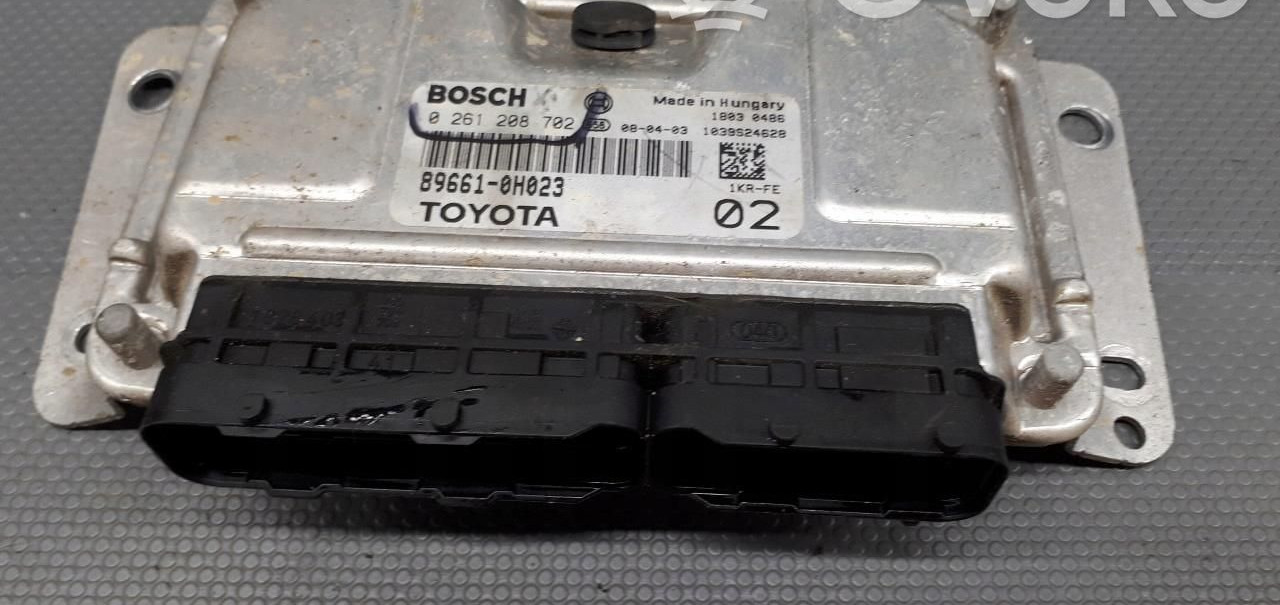 BOSCH Made in Hungary
1803 0486
0 261 208 702 08-04-03 1039S24628
89661-0H023 1KR-FE
TOYOTA 02